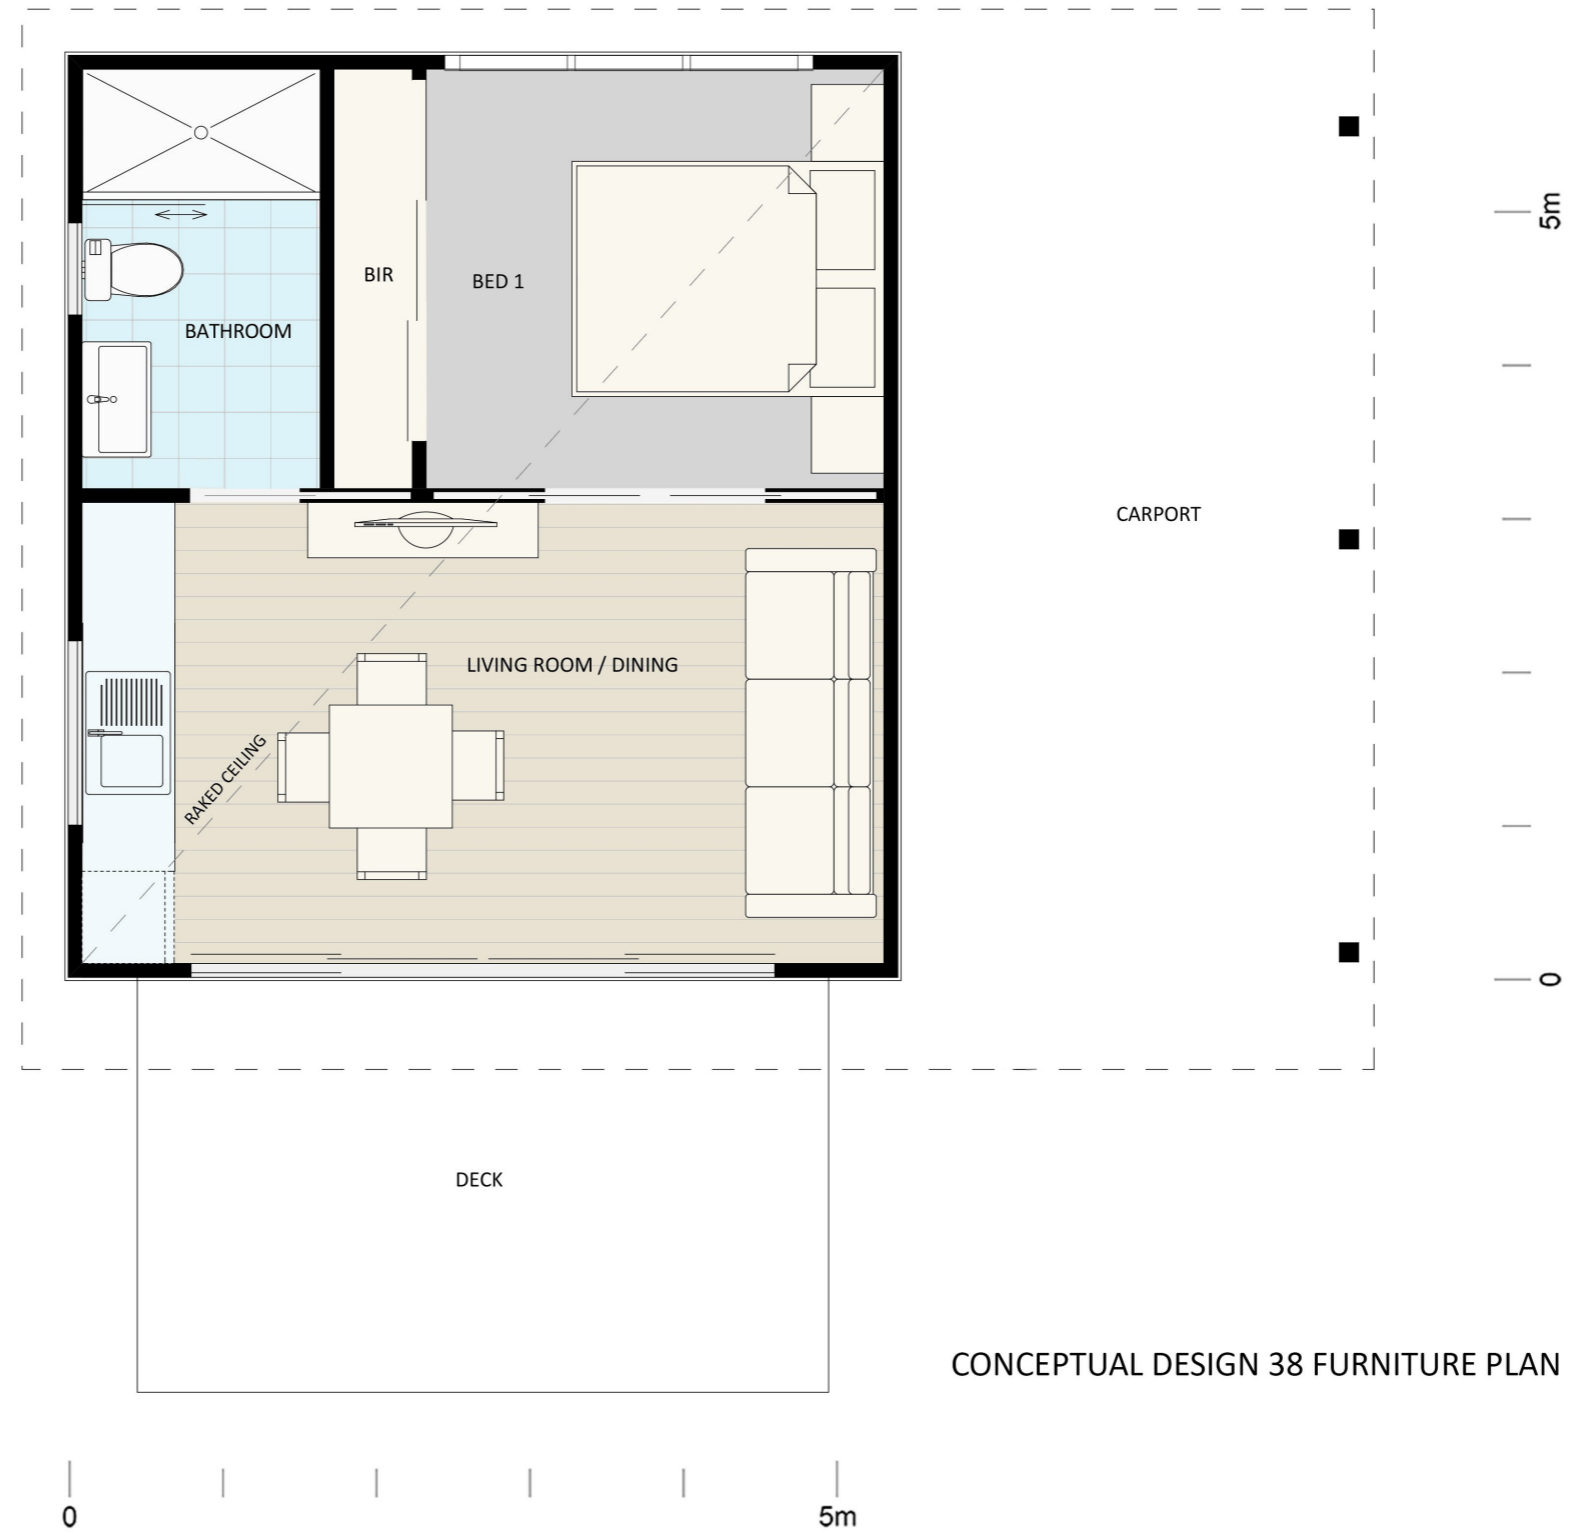 5m
BIR
BED 1
BATHROOM
CARPORT
LIVING ROOM / DINING
RAKED CEILING
0
DECK
CONCEPTUAL DESIGN 38 FURNITURE PLAN
0
5m